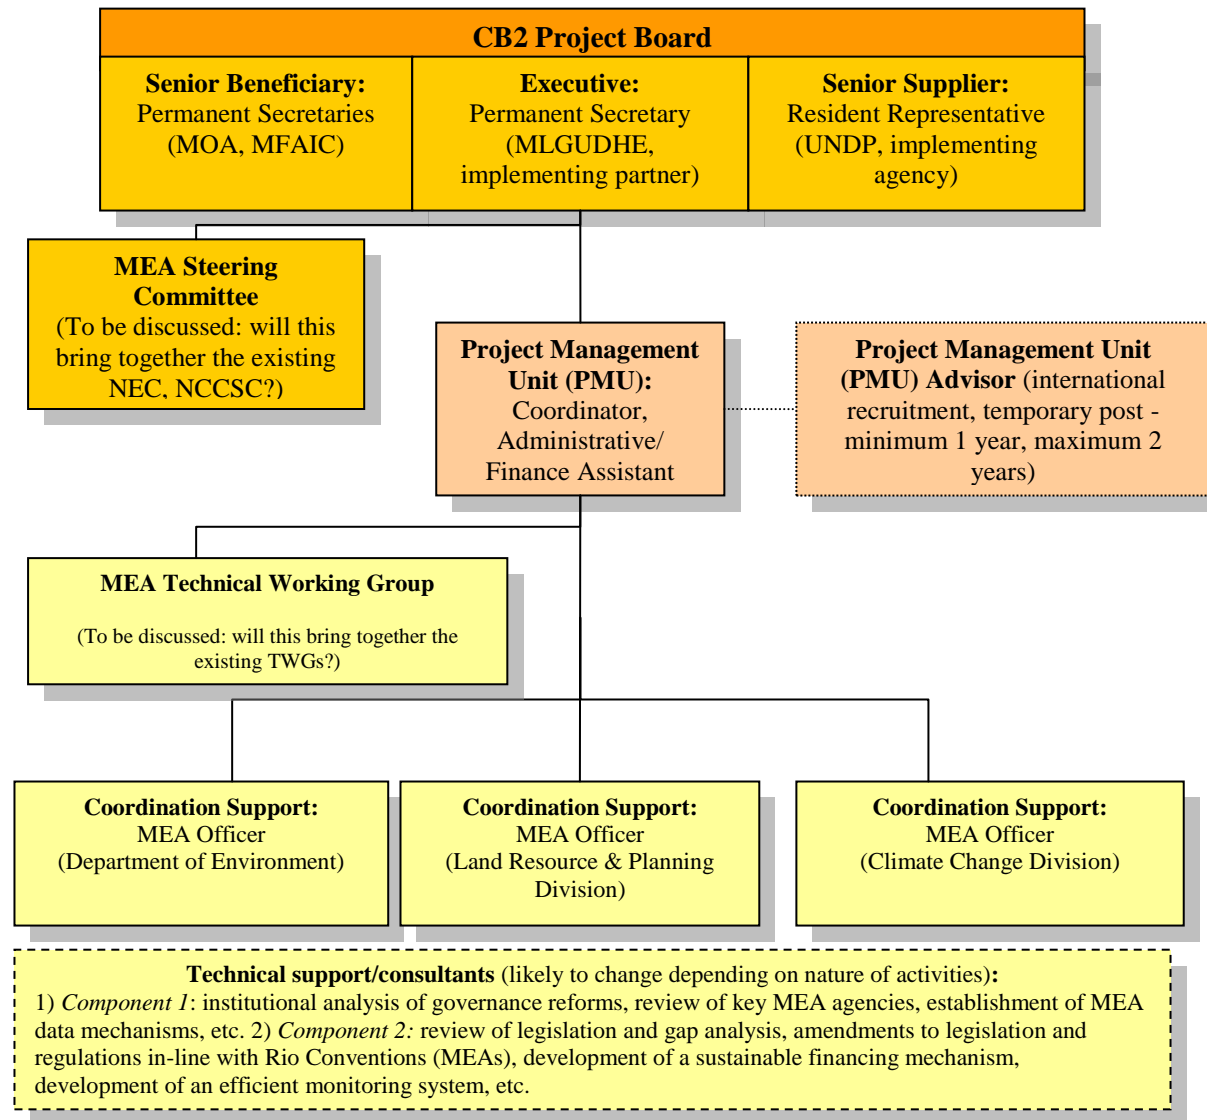 CB2 Project Board
Senior Beneficiary:
Permanent Secretaries
(MOA, MFAIC)
Executive:
Permanent Secretary
(MLGUDHE,
implementing partner)
Senior Supplier:
Resident Representative
(UNDP, implementing
agency)
MEA Steering
Committee
(To be discussed: will this
bring together the existing
NEC, NCCSC?)
Project Management
Unit (PMU):
Coordinator,
Administrative/
Finance Assistant
Project Management Unit
(PMU) Advisor (international
recruitment, temporary post -
minimum 1 year, maximum 2
years)
MEA Technical Working Group
(To be discussed: will this bring together the
existing TWGs?)
Coordination Support:
MEA Officer
(Department of Environment)
Coordination Support:
MEA Officer
(Land Resource & Planning
Division)
Coordination Support:
MEA Officer
(Climate Change Division)
Technical support/consultants (likely to change depending on nature of activities):
1) Component 1: institutional analysis of governance reforms, review of key MEA agencies, establishment of MEA
data mechanisms, etc. 2) Component 2: review of legislation and gap analysis, amendments to legislation and
regulations in-line with Rio Conventions (MEAs), development of a sustainable financing mechanism,
development of an efficient monitoring system, etc.